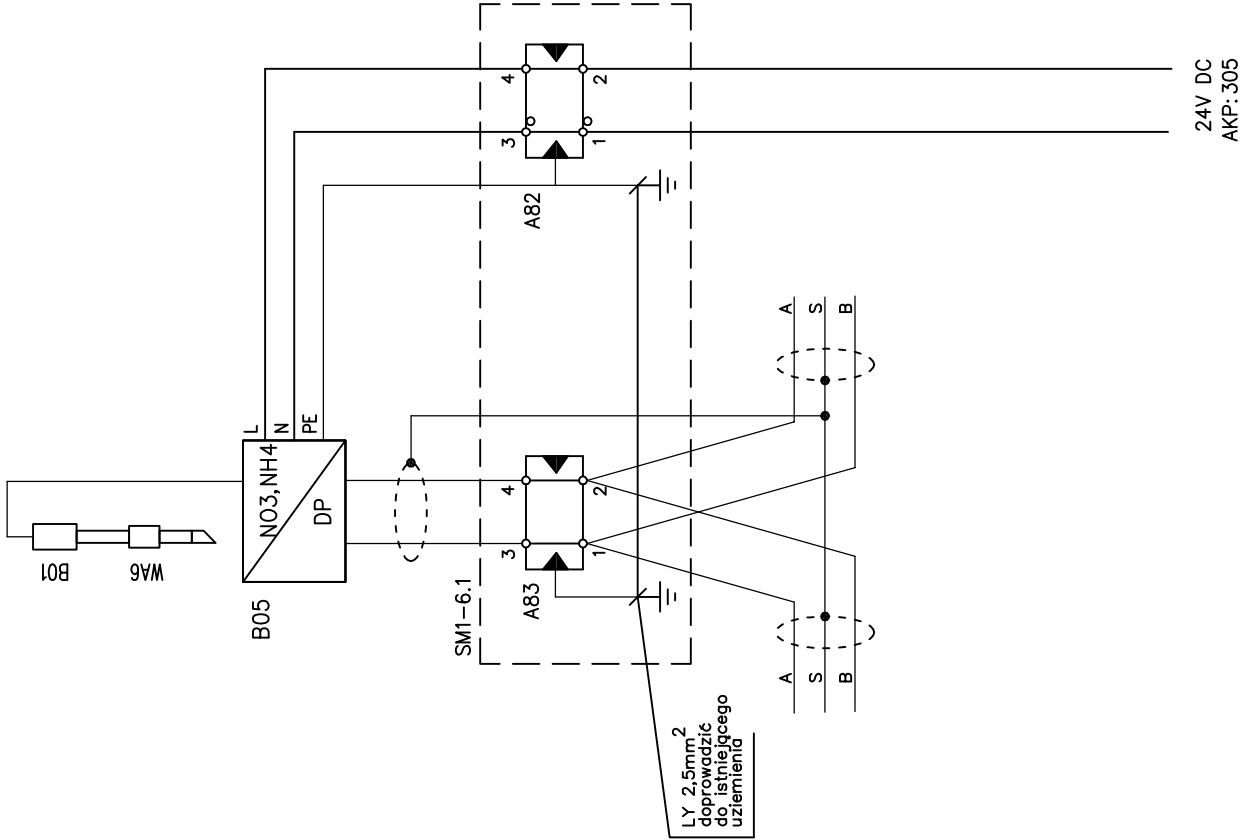 B01
WA6
B05
NO3,NH4
DP
L
N
PE
SM1-6.1
A83
3
4
1
2
A82
3
4
1
2
A
S
B
A
S
B
LY 2,5mm²
doprowadzić
do istniejącego
uziemienia
24V DC
AKP:305